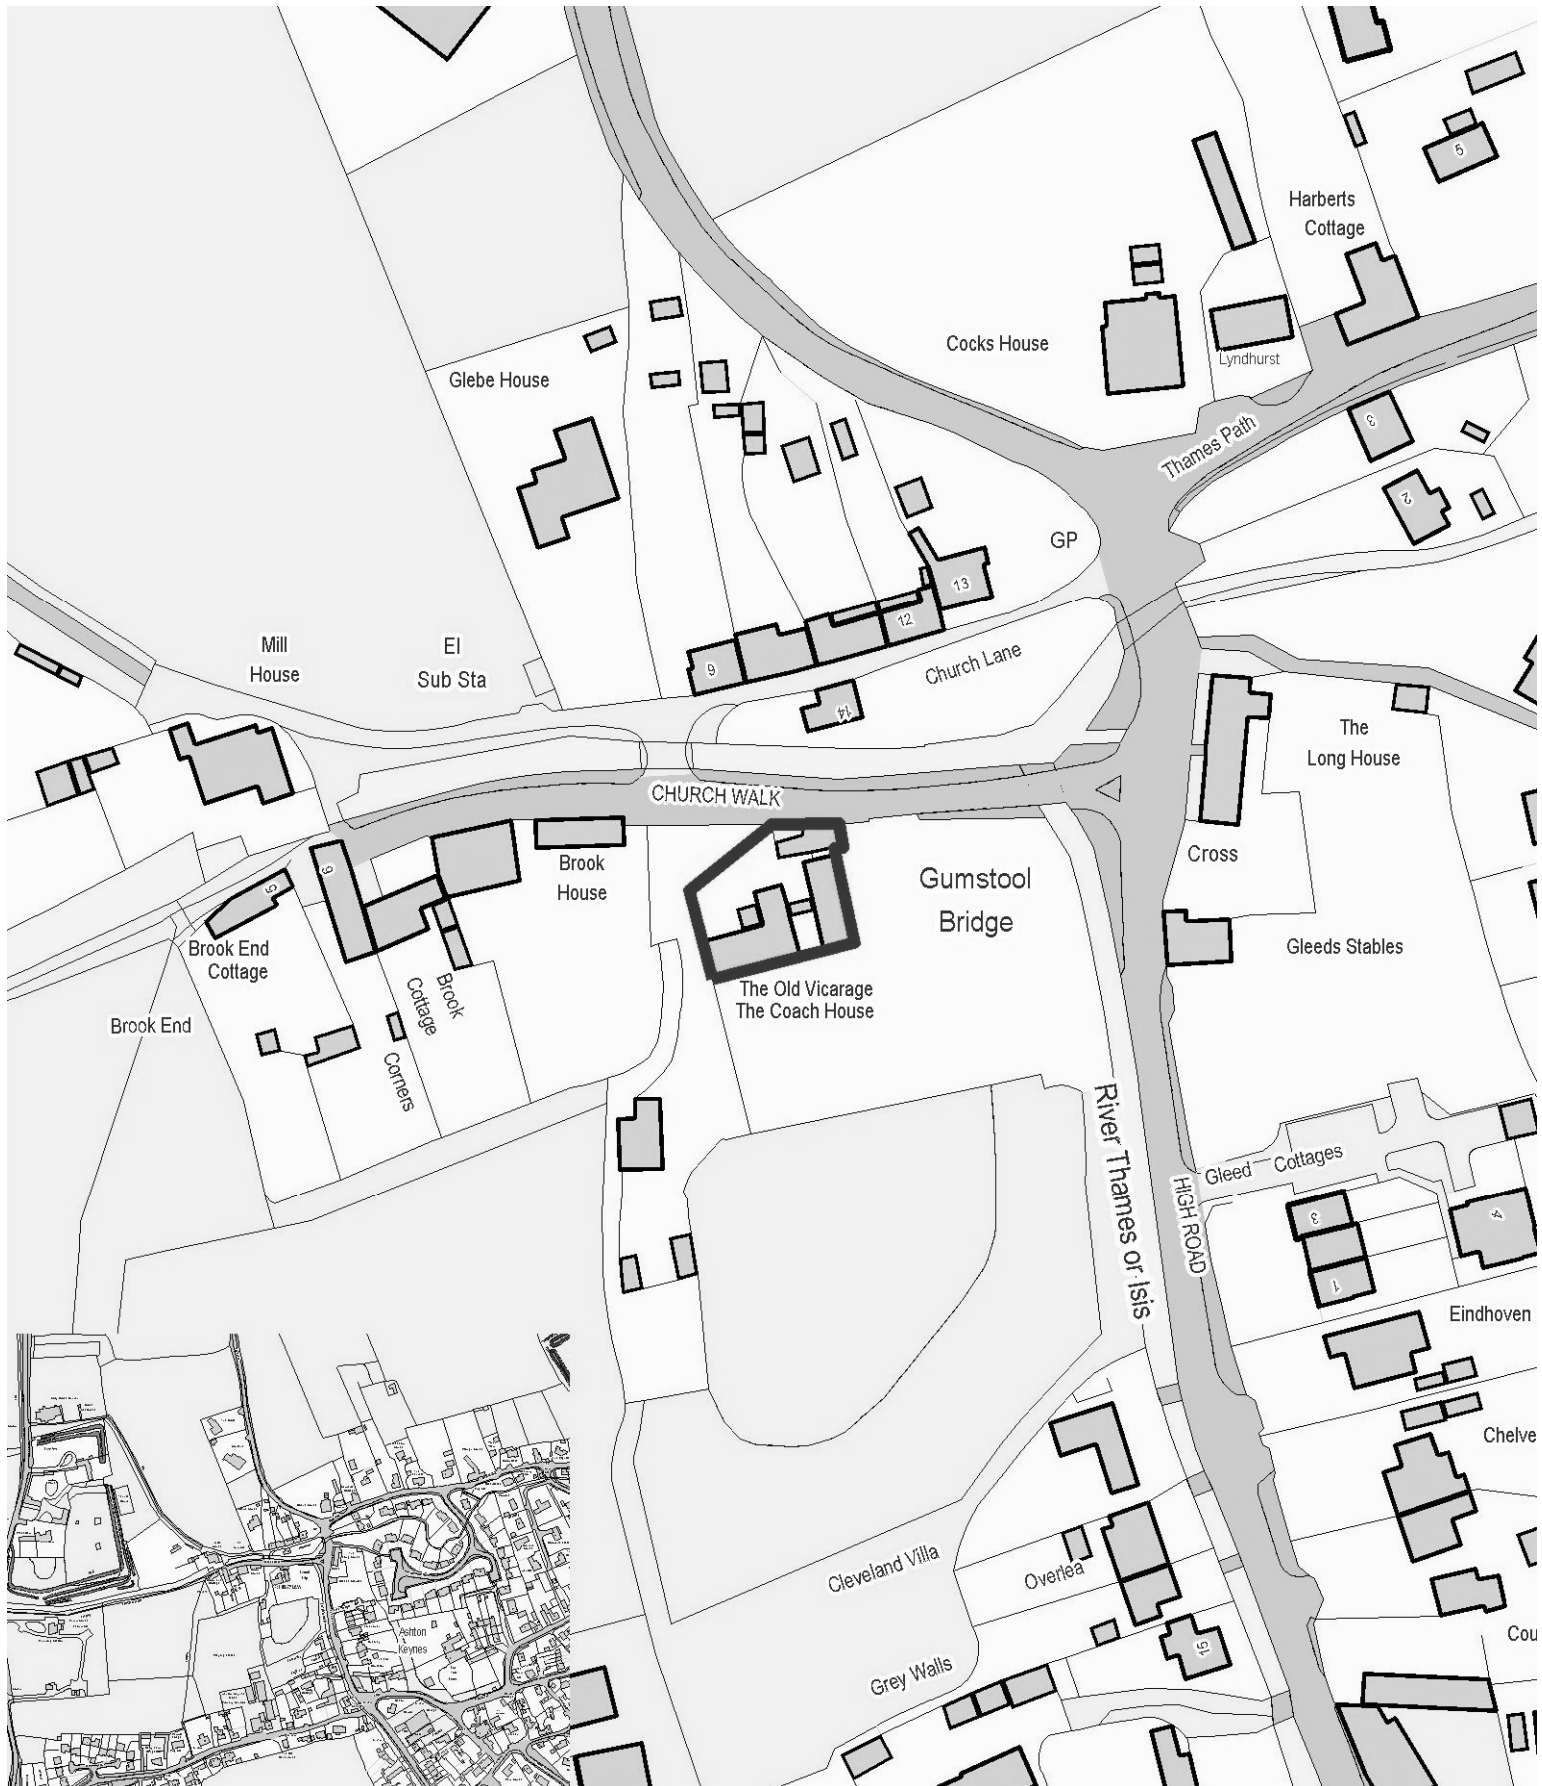 5
Harberts
Cottage
Cocks House
Lyndhurst
Glebe House
Thames Path
3
2
GP
13
12
Mill
House
El
Sub Sta
9
Church Lane
14
The
Long House
CHURCH WALK
Brook
House
Cross
Gumstool
Bridge
6
5
Brook End
Cottage
Gleeds Stables
The Old Vicarage
The Coach House
Brook
Cottage
Brook End
Corners
River Thames or Isis
Gleed Cottages
HIGH ROAD
3
4
1
Eindhoven
Chelve
Cleveland Villa
Overlea
Ashton
Keynes
15
Cou
Grey Walls